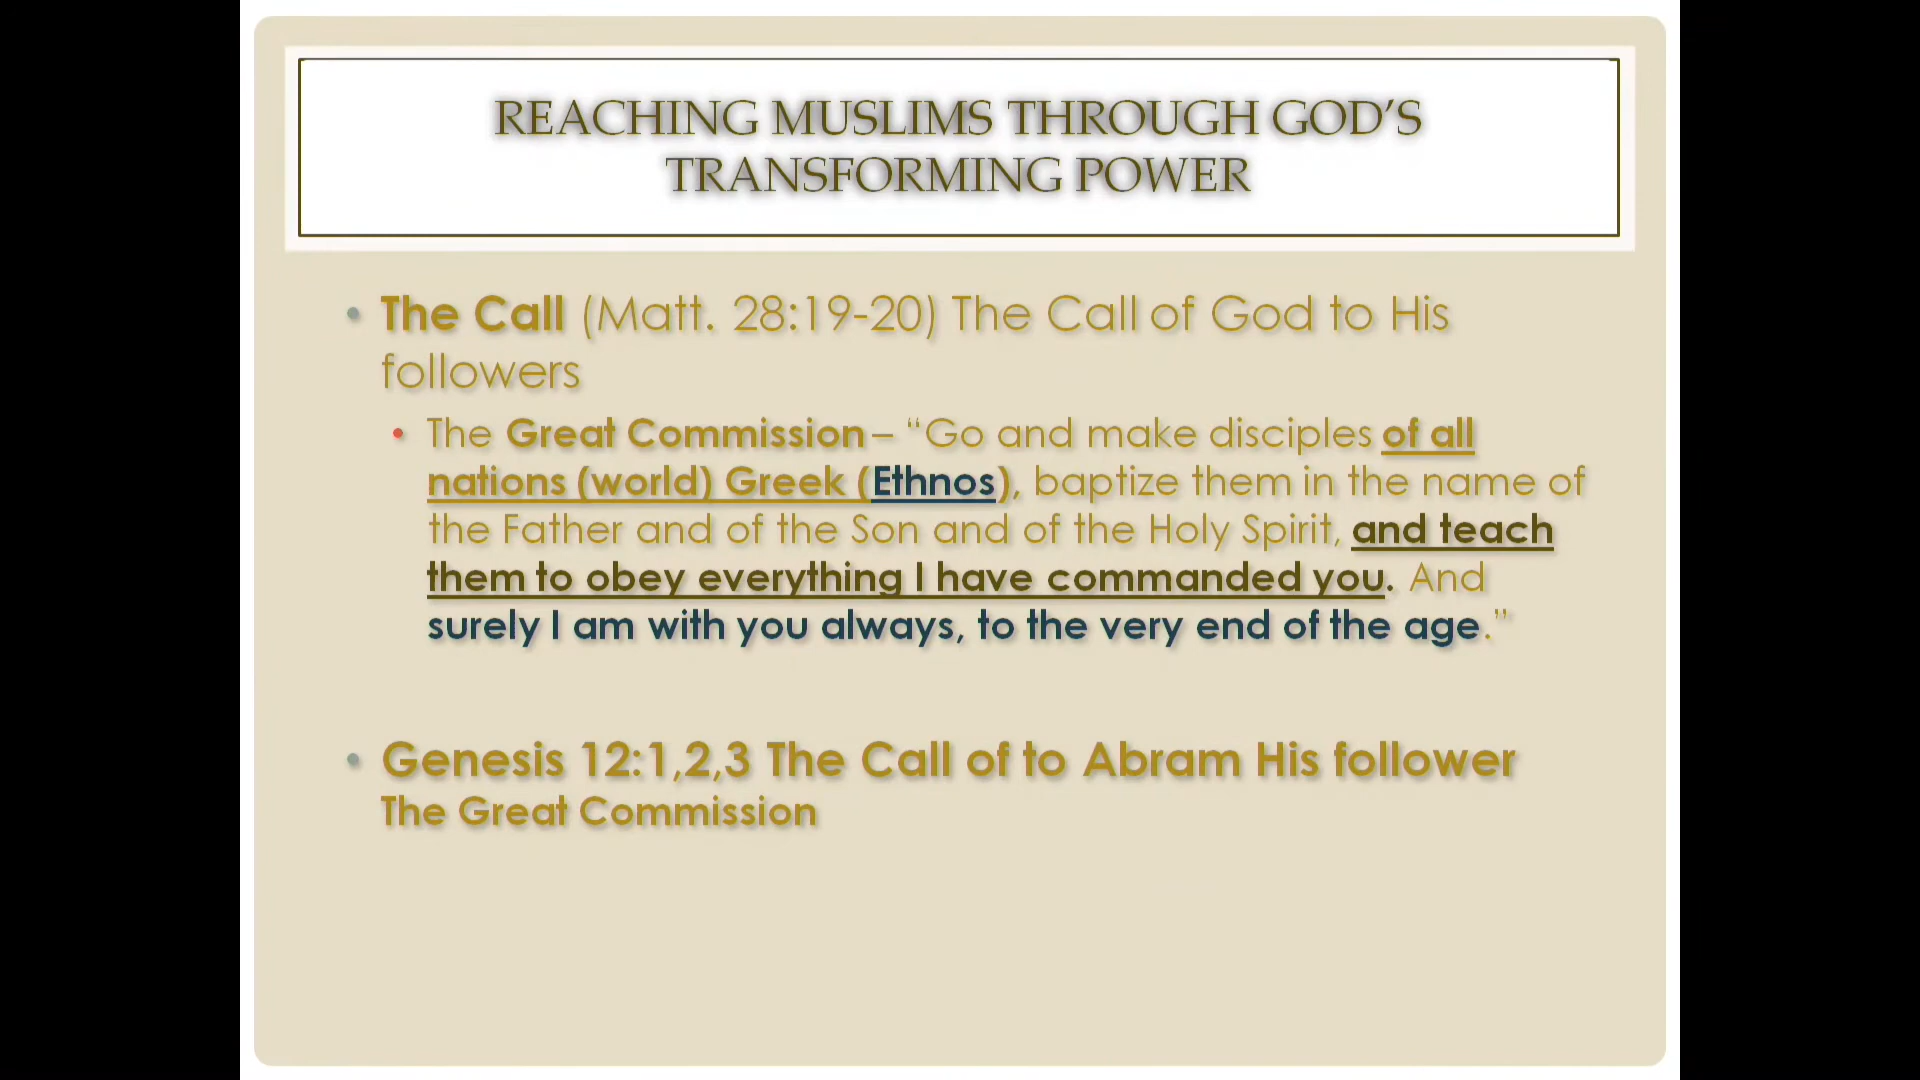 REACHING MUSLIMS THROUGH GOD’S
TRANSFORMING POWER
• The Call (Matt. 28:19-20) The Call of God to His
followers
• The Great Commission – “Go and make disciples of all
nations (world) Greek (Ethnos), baptize them in the name of
the Father and of the Son and of the Holy Spirit, and teach
them to obey everything I have commanded you. And
surely I am with you always, to the very end of the age.”
• Genesis 12:1,2,3 The Call of to Abram His follower
The Great Commission